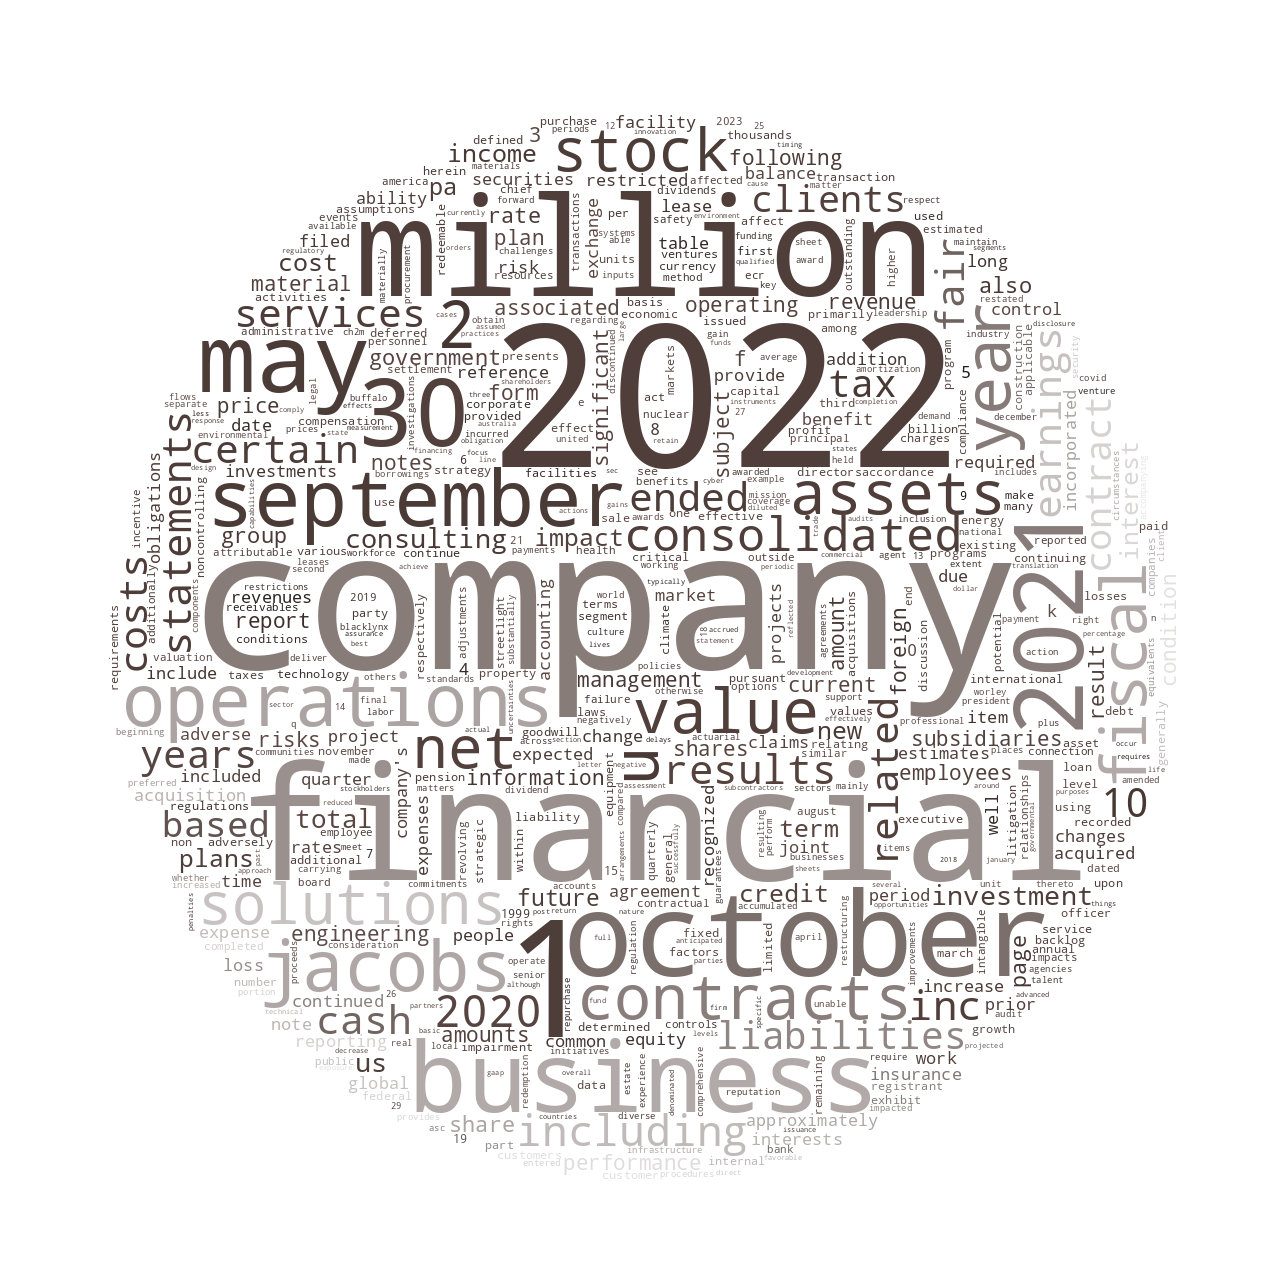 purchase facility 12 2023 25
periods innovation
defined 3 stock thousands
timing
income following
herein materials balance
america pa securities restricted affected cause transaction matter
ability chief forward dividends clients respect
assumptions currently million lease used
events rate per safety environment affect estimated
available exchange systems
filed plan transactions able table funding sheet outstanding fair maintain
regulatory redeemable orders challenges ventures first qualified award higher segments
cost materially procurement risk units currency ecr long restated
material resources inputs method key also
activities associated basis operating revenue year control
services 2 economic primarily leadership
administrative ch2m deferred cases obtain regarding issued among industry disclosure
personnel assumed practices large gain program construction applicable earnings security
may government presents 2022 f average addition amortization
settlement reference discontinued funds tax 5 covid
flows legal shareholders significant markets act provide capital third completion venture
separate buffalo three form e nuclear instruments benefit compliance december
less price effects 30 corporate subject 27 demand contract
response comply compensation provided effect 8 profit billion
date measurement investigations incurred united retain principal charges
environmental prices state australia obligation states
statements certain financing notes focus 6 line sec see awarded directors accordance required includes incorporated circumstances interest accompanying
design investments borrowings strategy facilities benefits cyber example held
obligations capabilities september gains ended mission coverage diluted assets 9 make many
incentive use actions sale awards one effective trade audits inclusion energy national paid
costs group consulting 21 impact consolidated existing reported client
noncontrolling attributable various workforce continue payments health critical outside commercial agent 13 programs continuing companies
additionally leases second achieve working periodic extent due translation losses
requirements components restrictions company typically dollar 2021
revenues 2019 world terms climate market end k payment right percentage n condition
receivables party respectively adjustments streetlight substantially accounting segment 18 accrued projects reflected amount agreements acquisitions foreign discussion potential
report blacklynx culture statement o action
conditions assurance best lives fiscal
valuation deliver policies pursuant development international equivalents generally
include taxes technology others 4 standards property management otherwise options current worley
operations sector 14 final uncertainties failure support professional president result debt
beginning labor laws value values effectively related item plus
q actual goodwill negatively actuarial new places subsidiaries asset occur
adverse risks project net across section change delays shares claims relating estimates connection requires
years communities november made expected letter negative u results similar employees loan life
included quarter company's pension information assessment subcontractors sectors mainly around level amended
preferred stockholders matters dividend equipment purposes
acquisition reduced financial compared august using 10
regulations total expenses liability recognized resulting perform term executive well litigation relationships governmental recorded
based non adversely employee revolving strategic within arrangements quarterly general successfully joint items changes
plans rates meet 7 businesses 2018 january acquired
past additional carrying 15 guarantees sheets dated
whether approach time board commitments accounts several unit thereto upon
increased solutions future agreement credit period investment things
penalties 1999 post return contractual accumulated opportunities officer
expense engineering people rights nature fixed full october service
completed consideration 1 regulation anticipated april restructuring improvements intangible backlog
loss proceeds jacobs operate factors parties limited march annual impacts page
number senior agencies
portion although repurchase increase talent
continued 26 partners 2020 fund contracts firm specific unable inc prior advanced
technical cash determined controls audit
note basic levels liabilities growth
reporting real amounts common equity projected
decrease local impairment initiatives require work
public us business
exposure gaap overall estate experience data denominated comprehensive reputation remaining insurance
global registrant
federal redemption exhibit
29 provides countries diverse impacted
asc share including approximately issuance
19 part infrastructure interests
customers bank
entered performance internal favorable
customer procedures direct